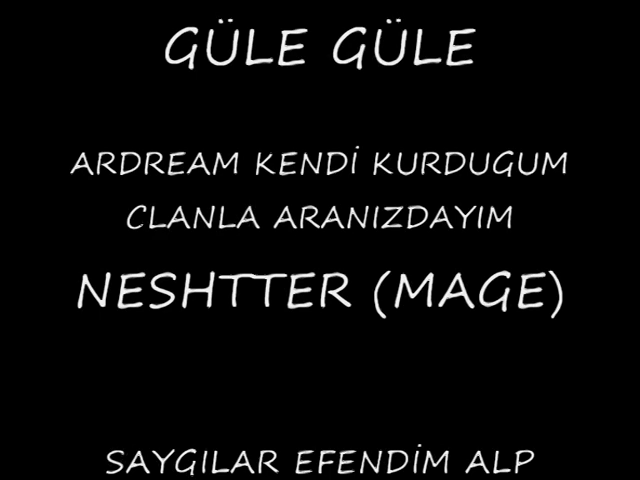 GÜLE GÜLE
ARDREAM KENDİ KURDUGUM
CLANLA ARANIZDAYIM
NESHTTER (MAGE)
SAYGILAR EFENDİM ALP